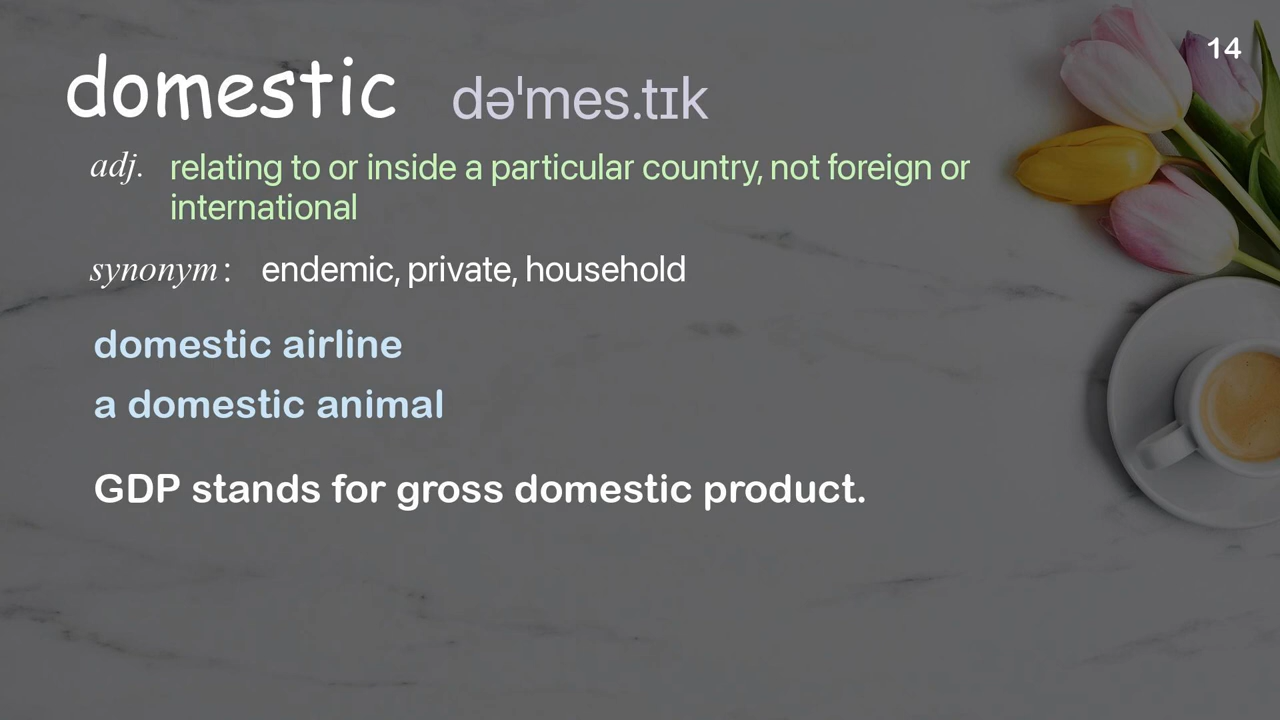 14
domestic dəˈmes.tɪk
adj. relating to or inside a particular country, not foreign or
international
synonym: endemic, private, household
domestic airline
a domestic animal
GDP stands for gross domestic product.